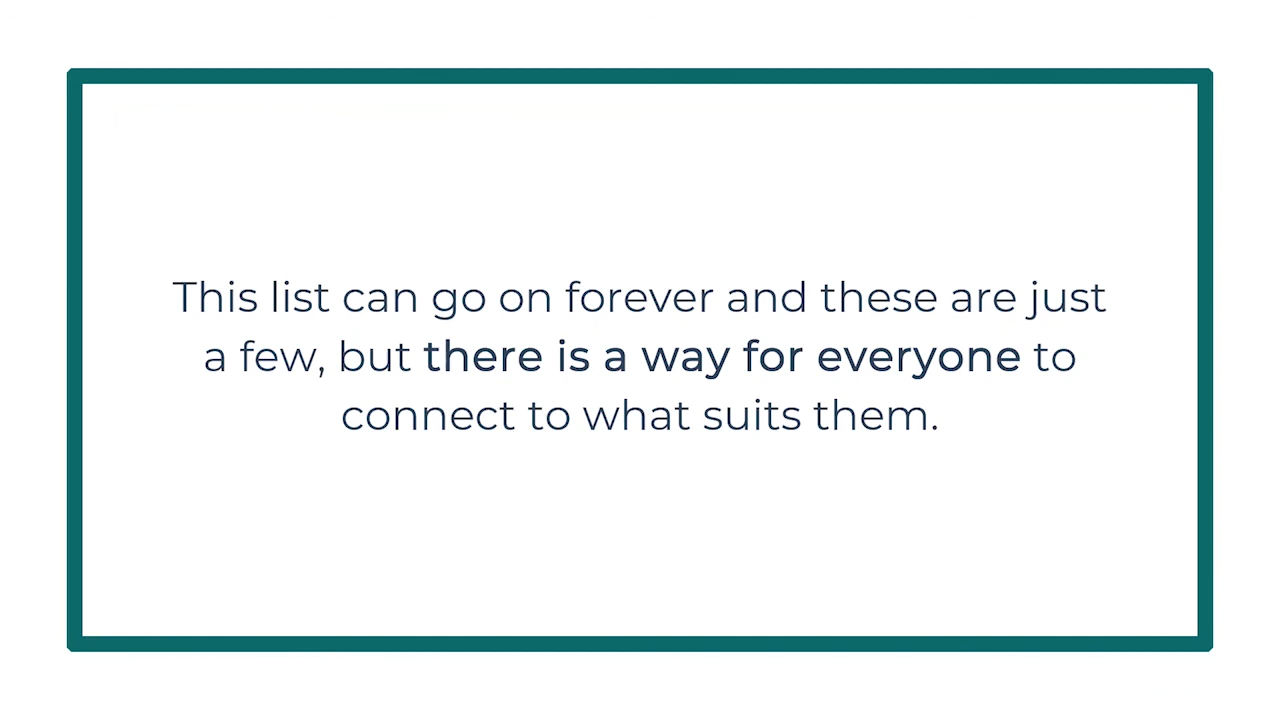 This list can go on forever and these are just
a few, but there is a way for everyone to
connect to what suits them.